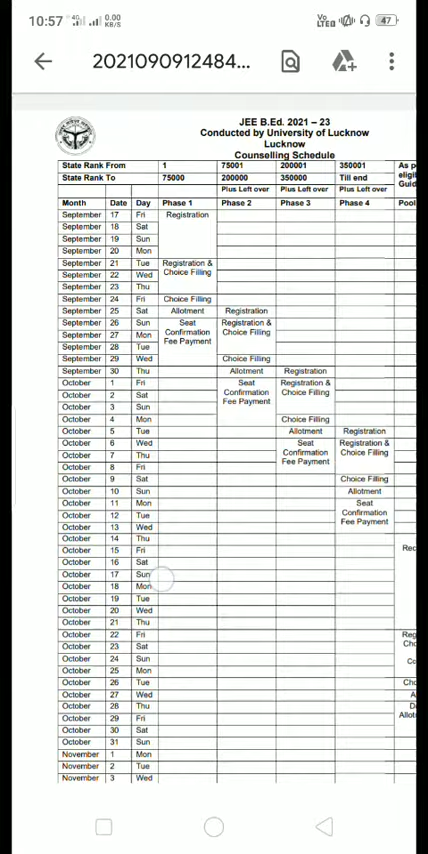 10:57 4G 0.00 KB/S Vo LTE 47
2021090912484...
JEE B.Ed. 2021 – 23
Conducted by University of Lucknow
Lucknow
Counselling Schedule
State Rank From 1 75001 200001 350001 As p
State Rank To 75000 200000 350000 Till end eligi
Plus Left over Plus Left over Plus Left over Guid
Month Date Day Phase 1 Phase 2 Phase 3 Phase 4 Pool
September 17 Fri Registration
September 18 Sat
September 19 Sun
September 20 Mon
September 21 Tue Registration &
September 22 Wed Choice Filling
September 23 Thu
September 24 Fri Choice Filling
September 25 Sat Allotment Registration
September 26 Sun Seat Registration &
September 27 Mon Confirmation Choice Filling
September 28 Tue Fee Payment
September 29 Wed Choice Filling
September 30 Thu Allotment Registration
October 1 Fri Seat Registration &
October 2 Sat Confirmation Choice Filling
October 3 Sun Fee Payment
October 4 Mon Choice Filling
October 5 Tue Allotment Registration
October 6 Wed Seat Registration &
October 7 Thu Confirmation Choice Filling
October 8 Fri Fee Payment
October 9 Sat Choice Filling
October 10 Sun Allotment
October 11 Mon Seat
October 12 Tue Confirmation
October 13 Wed Fee Payment
October 14 Thu
October 15 Fri Rec
October 16 Sat
October 17 Sun
October 18 Mon
October 19 Tue
October 20 Wed
October 21 Thu
October 22 Fri Reg
October 23 Sat Cho
October 24 Sun Co
October 25 Mon
October 26 Tue Cho
October 27 Wed A
October 28 Thu D
October 29 Fri Allot
October 30 Sat
October 31 Sun
November 1 Mon
November 2 Tue
November 3 Wed